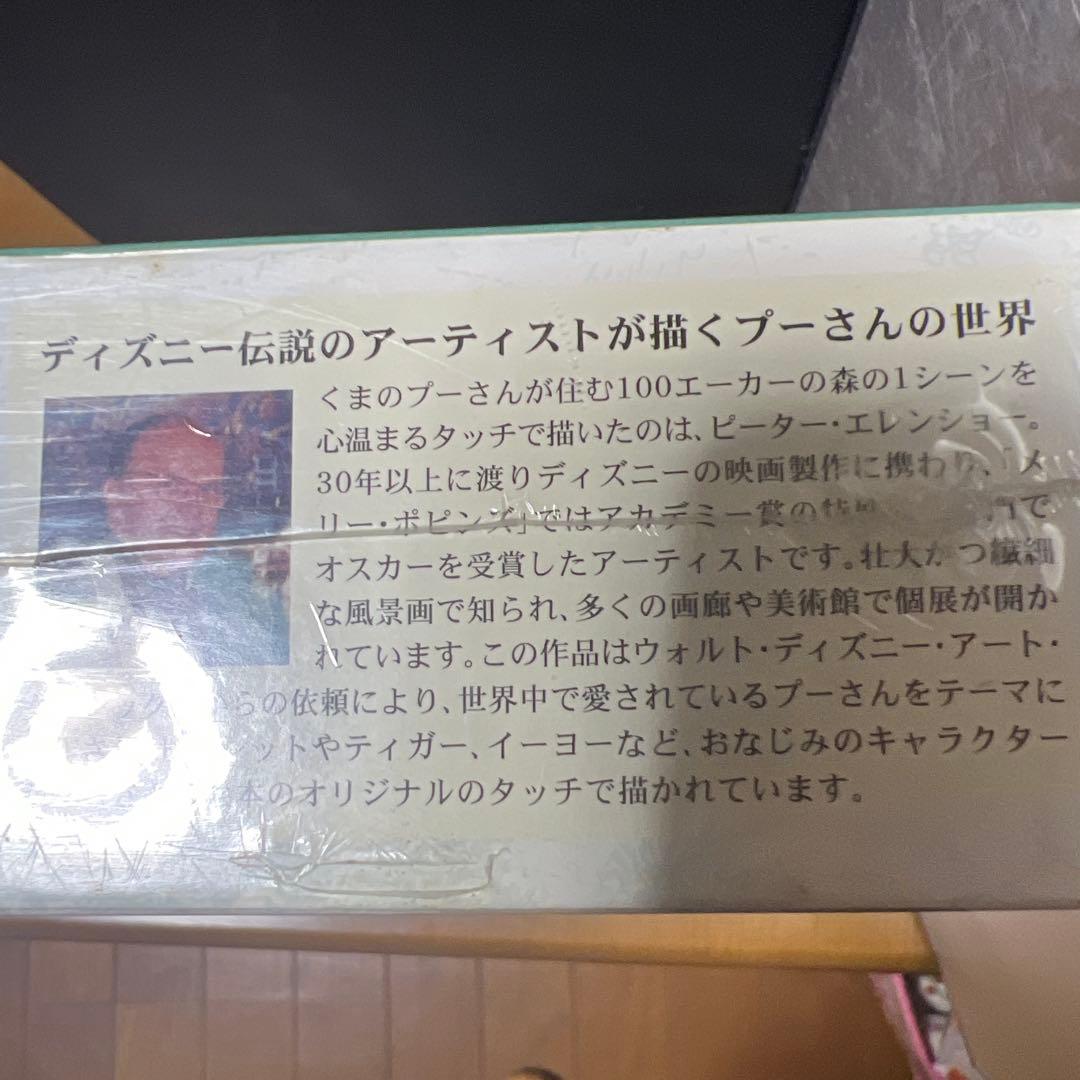 ディズニー伝説のアーティストが描くプーさんの世界
くまのプーさんが住む100エーカーの森の1シーンを
心温まるタッチで描いたのは、ピーター・エレンショー。
30年以上に渡りディズニーの映画製作に携わり、「メ
リー・ポピンズ」ではアカデミー賞の特殊 で
オスカーを受賞したアーティストです。壮大かつ繊細
な風景画で知られ、多くの画廊や美術館で個展が開か
れています。この作品はウォルト・ディズニー・アート・
の依頼により、世界中で愛されているプーさんをテーマに
ットやティガー、イーヨーなど、おなじみのキャラクター
本のオリジナルのタッチで描かれています。